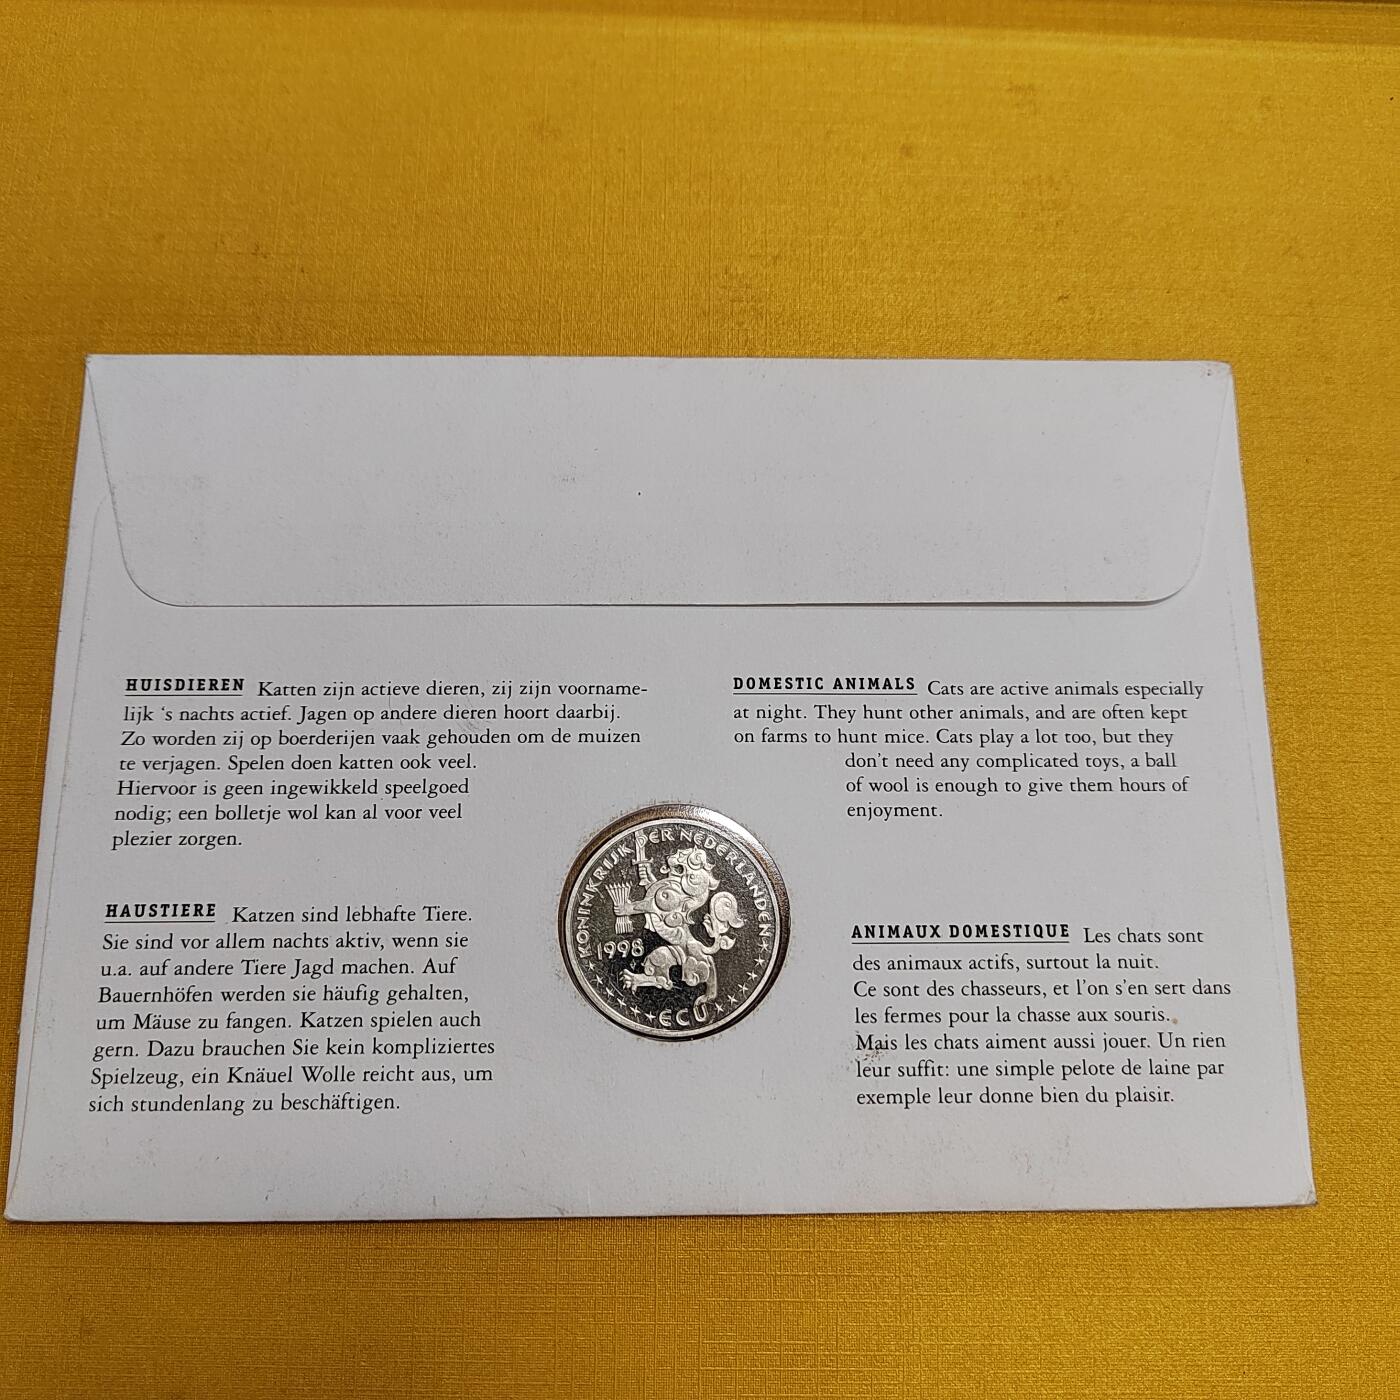 HUISDIEREN Katten zijn actieve dieren, zij zijn voorname-
lijk 's nachts actief. Jagen op andere dieren hoort daarbij.
Zo worden zij op boerderijen vaak gehouden om de muizen
te verjagen. Spelen doen katten ook veel.
Hiervoor is geen ingewikkeld speelgoed
nodig; een bolletje wol kan al voor veel
plezier zorgen.
DOMESTIC ANIMALS Cats are active animals especially
at night. They hunt other animals, and are often kept
on farms to hunt mice. Cats play a lot too, but they
don't need any complicated toys, a ball
of wool is enough to give them hours of
enjoyment.
HAUSTIERE Katzen sind lebhafte Tiere.
Sie sind vor allem nachts aktiv, wenn sie
u.a. auf andere Tiere Jagd machen. Auf
Bauernhöfen werden sie häufig gehalten,
um Mäuse zu fangen. Katzen spielen auch
gern. Dazu brauchen Sie kein kompliziertes
Spielzeug, ein Knäuel Wolle reicht aus, um
sich stundenlang zu beschäftigen.
KONINKRIJK DER NEDERLANDEN
1998
ECU
ANIMAUX DOMESTIQUE Les chats sont
des animaux actifs, surtout la nuit.
Ce sont des chasseurs, et l'on s'en sert dans
les fermes pour la chasse aux souris.
Mais les chats aiment aussi jouer. Un rien
leur suffit: une simple pelote de laine par
exemple leur donne bien du plaisir.